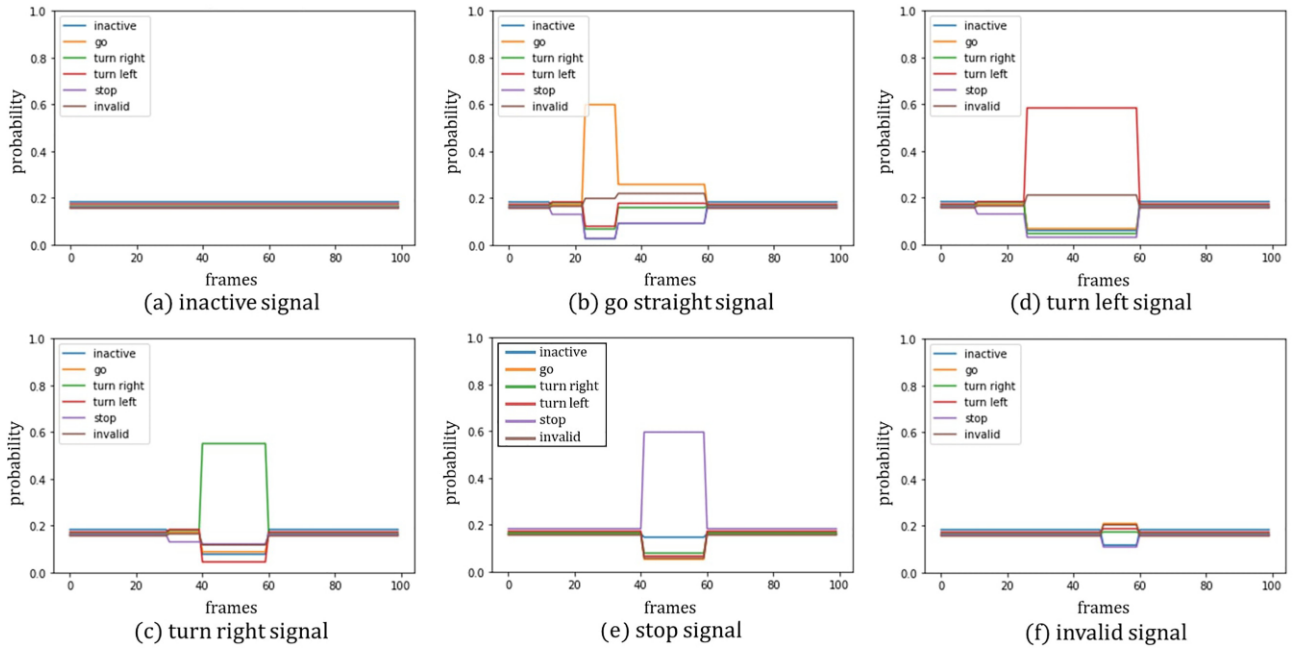 1.0
0.8
0.6
0.4
0.2
0.0
probability
inactive
go
turn right
turn left
stop
invalid
0 20 40 60 80 100
frames
(a) inactive signal
1.0
0.8
0.6
0.4
0.2
0.0
probability
inactive
go
turn right
turn left
stop
invalid
0 20 40 60 80 100
frames
(b) go straight signal
1.0
0.8
0.6
0.4
0.2
0.0
probability
inactive
go
turn right
turn left
stop
invalid
0 20 40 60 80 100
frames
(d) turn left signal
1.0
0.8
0.6
0.4
0.2
0.0
probability
inactive
go
turn right
turn left
stop
invalid
0 20 40 60 80 100
frames
(c) turn right signal
1.0
0.8
0.6
0.4
0.2
0.0
probability
inactive
go
turn right
turn left
stop
invalid
0 20 40 60 80 100
frames
(e) stop signal
1.0
0.8
0.6
0.4
0.2
0.0
probability
inactive
go
turn right
turn left
stop
invalid
0 20 40 60 80 100
frames
(f) invalid signal